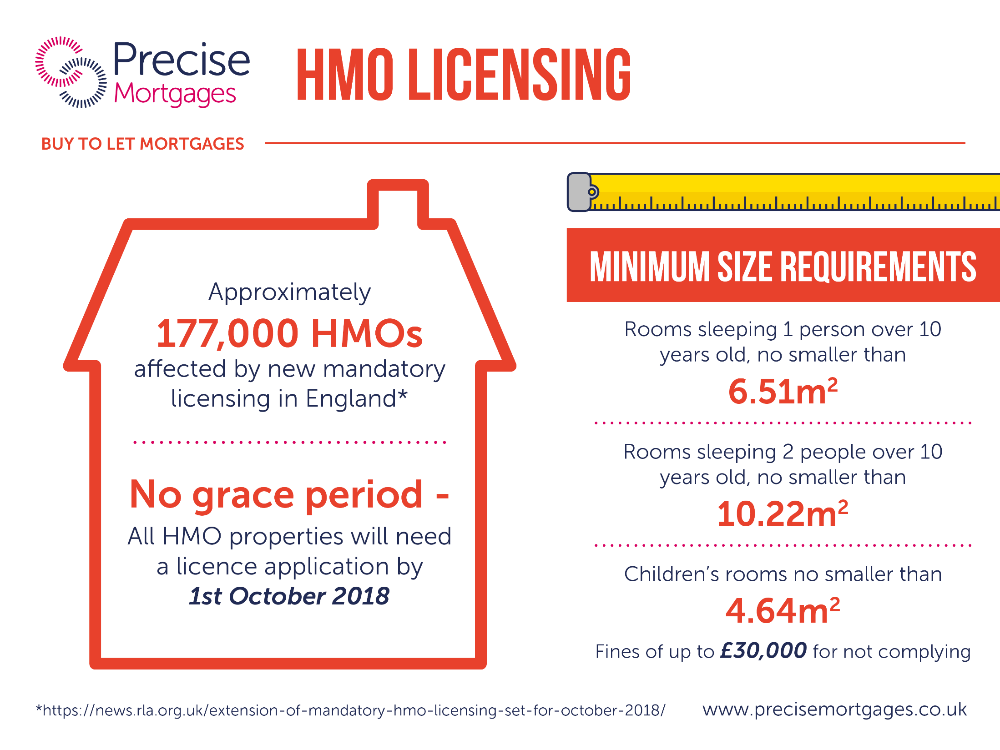 Precise
Mortgages
HMO LICENSING
BUY TO LET MORTGAGES
Approximately
177,000 HMOs
affected by new mandatory
licensing in England*
No grace period -
All HMO properties will need
a licence application by
1st October 2018
MINIMUM SIZE REQUIREMENTS
Rooms sleeping 1 person over 10
years old, no smaller than
6.51m²
Rooms sleeping 2 people over 10
years old, no smaller than
10.22m²
Children’s rooms no smaller than
4.64m²
Fines of up to £30,000 for not complying
*https://news.rla.org.uk/extension-of-mandatory-hmo-licensing-set-for-october-2018/
www.precisemortgages.co.uk